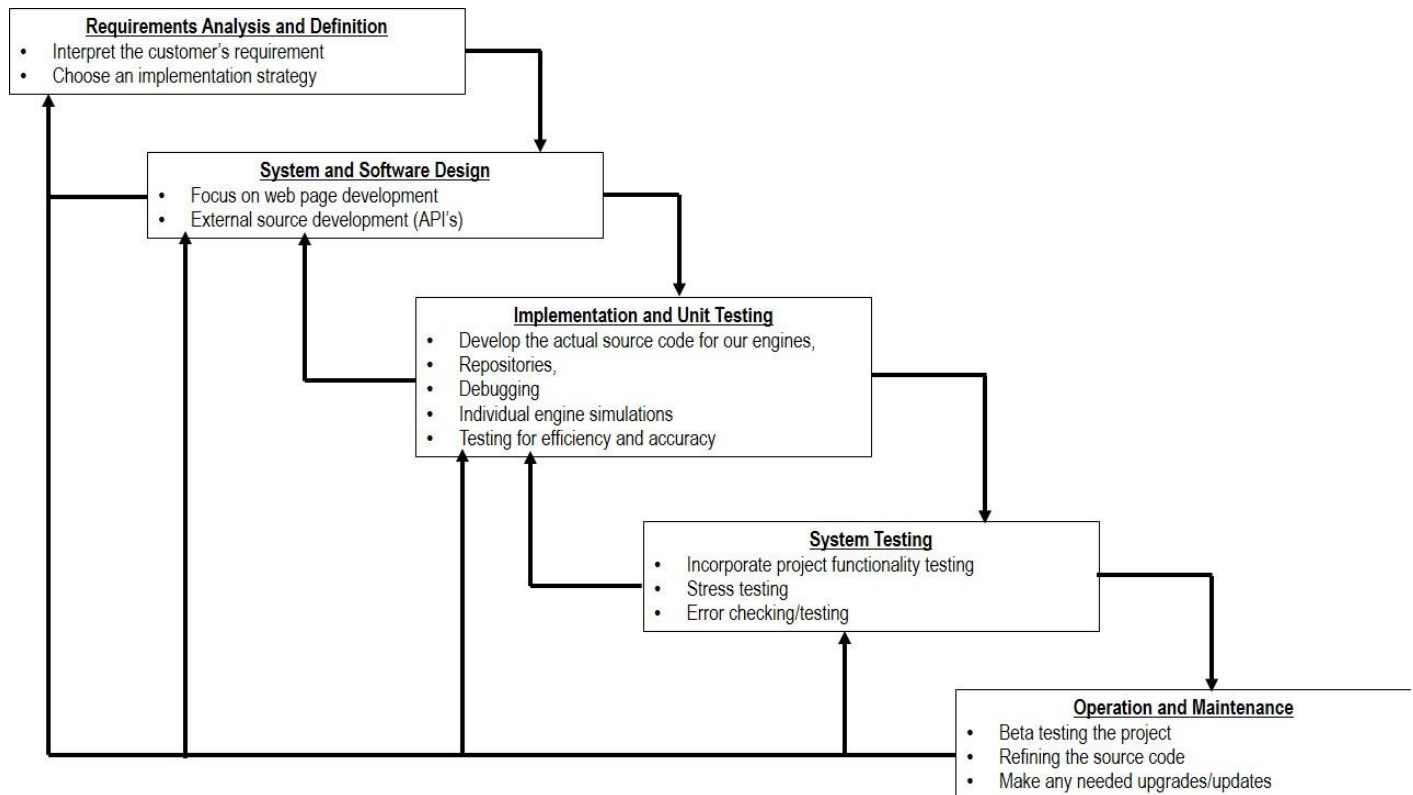 Requirements Analysis and Definition
• Interpret the customer's requirement
• Choose an implementation strategy
System and Software Design
• Focus on web page development
• External source development (API's)
Implementation and Unit Testing
• Develop the actual source code for our engines,
• Repositories,
• Debugging
• Individual engine simulations
• Testing for efficiency and accuracy
System Testing
• Incorporate project functionality testing
• Stress testing
• Error checking/testing
Operation and Maintenance
• Beta testing the project
• Refining the source code
• Make any needed upgrades/updates